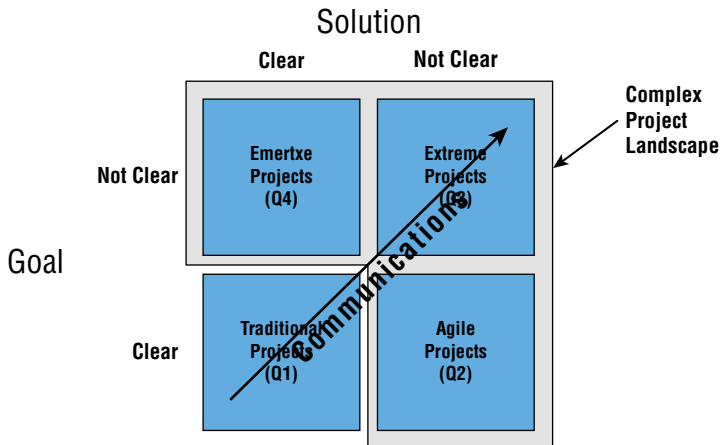 Solution
Clear
Not Clear
Complex
Project
Landscape
Not Clear
Emertxe
Projects
(Q4)
Extreme
Projects
(Q3)
Communications
Goal
Clear
Traditional
Projects
(Q1)
Agile
Projects
(Q2)